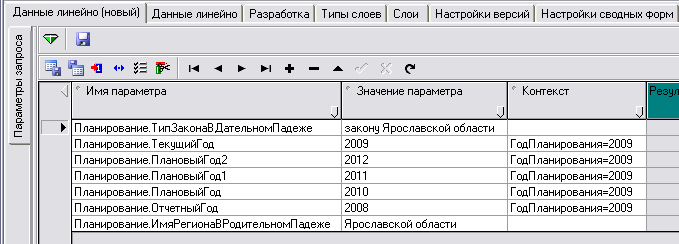 Данные линейно (новый) Данные линейно Разработка Типы слоев Слои Настройки версий Настройки сводных форм
Параметры запроса
Имя параметра Значение параметра Контекст Резул
Планирование.ТипЗаконаВДательномПадеже закону Ярославской области
Планирование.ТекущийГод 2009 ГодПланирования=2009
Планирование.ПлановыйГод2 2012 ГодПланирования=2009
Планирование.ПлановыйГод1 2011 ГодПланирования=2009
Планирование.ПлановыйГод 2010 ГодПланирования=2009
Планирование.ОтчетныйГод 2008 ГодПланирования=2009
Планирование.ИмяРегионаВРодительномПадеже Ярославской области